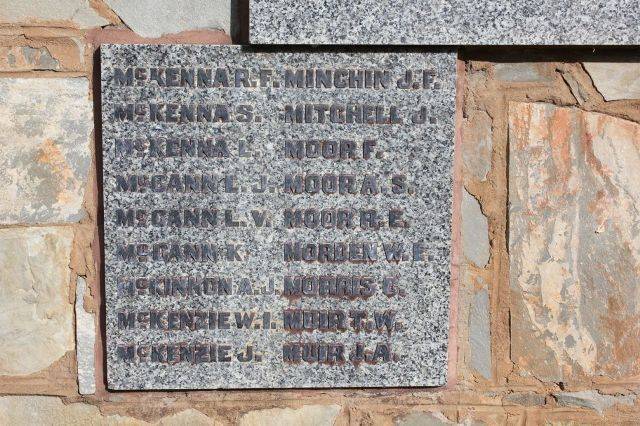 McKENNA R. F. MINCHIN J. F.
McKENNA S. MITCHELL J.
McKENNA L. MOOR F.
McCANN L. J. MOOR A. S.
McCANN L. V. MOOR R. E.
McCANN K. MORDEN W. E.
McKINNON A. J. MORRIS C.
McKENZIE W. I. MUIR T. W.
McKENZIE J. MUIR J. A.